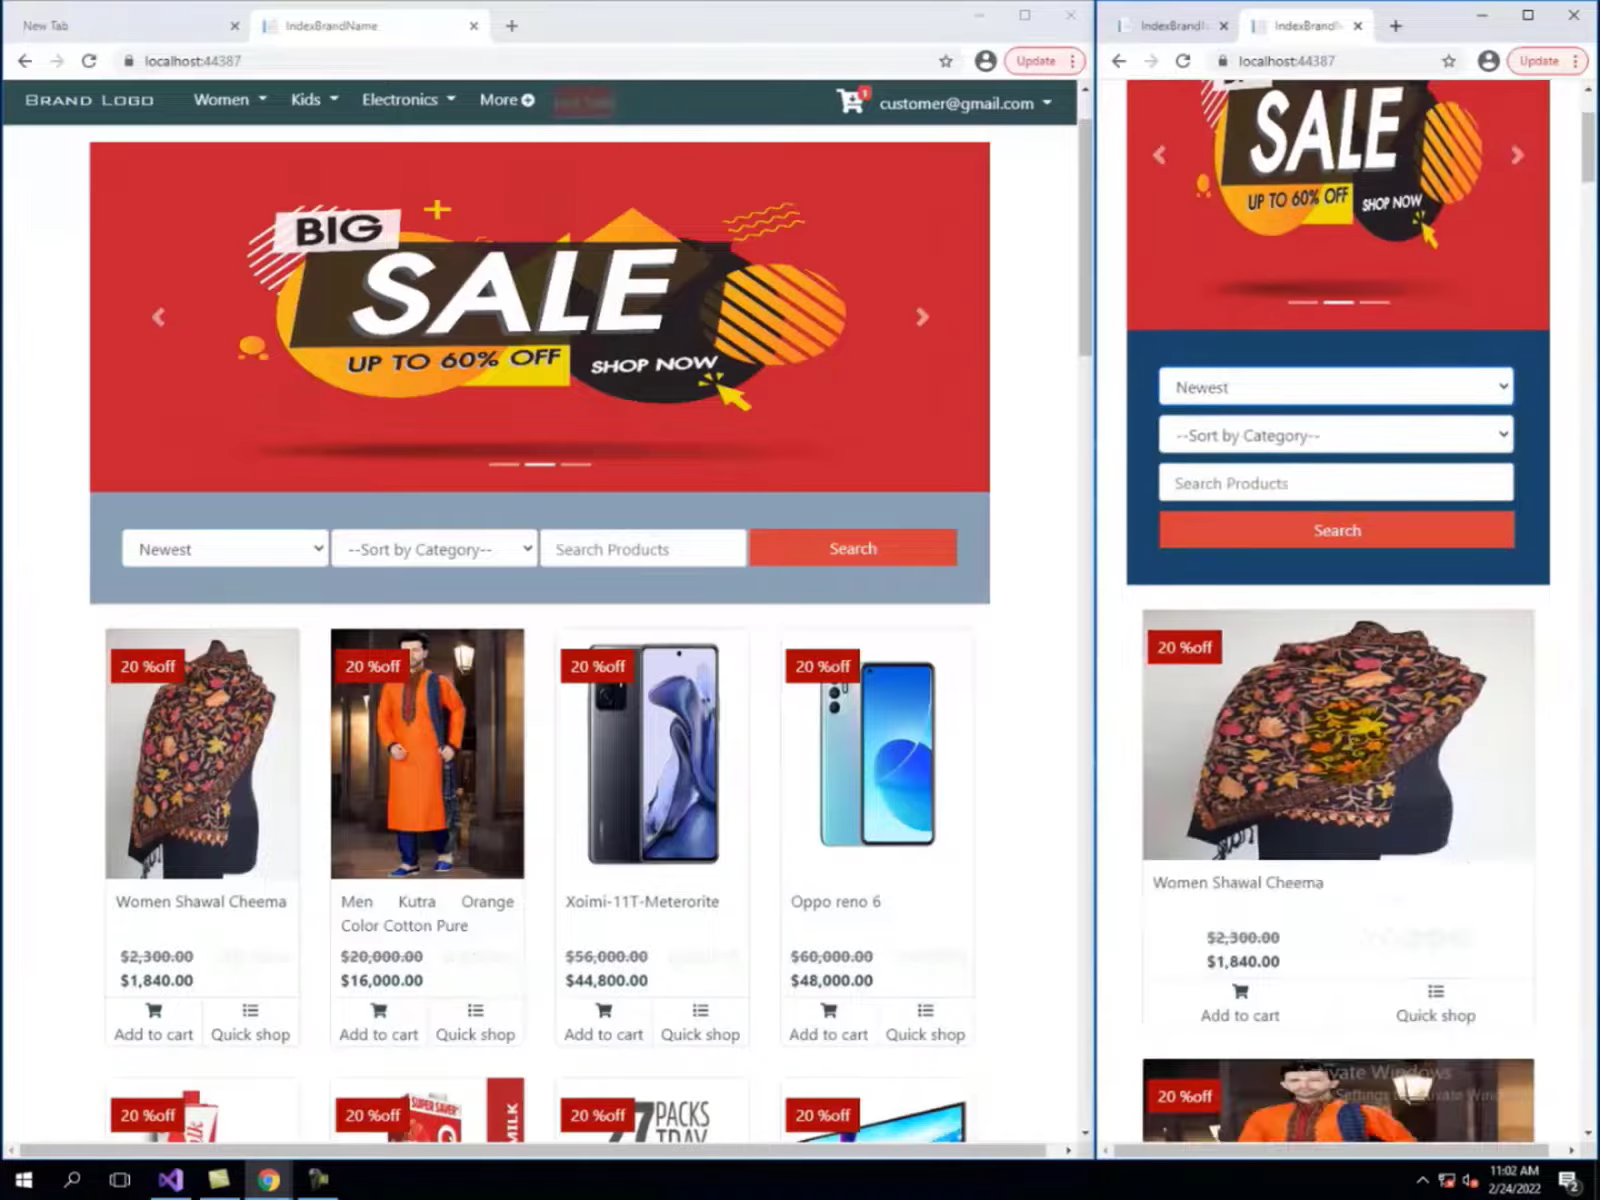 New Tab
IndexBrandName
localhost:44387
Update
BRAND LOGO
Women
Kids
Electronics
More
1
customer@gmail.com
BIG
SALE
UP TO 60% OFF
SHOP NOW
Newest
--Sort by Category--
Search Products
Search
20 %off
20 %off
20 %off
20 %off
Women Shawal Cheema
Men Kutra Orange
Color Cotton Pure
Xoimi-11T-Meterorite
Oppo reno 6
$2,300.00
$1,840.00
$20,000.00
$16,000.00
$56,000.00
$44,800.00
$60,000.00
$48,000.00
Add to cart
Quick shop
Add to cart
Quick shop
Add to cart
Quick shop
Add to cart
Quick shop
20 %off
20 %off
SUPER SAVER
MILK
20 %off
PACKS
20 %off
IndexBrand
IndexBrand
localhost:44387
Update
SALE
UP TO 60% OFF
SHOP NOW
Newest
--Sort by Category--
Search Products
Search
20 %off
Women Shawal Cheema
$2,300.00
$1,840.00
Add to cart
Quick shop
20 %off
Activate Windows
11:02 AM
2/24/2022
2